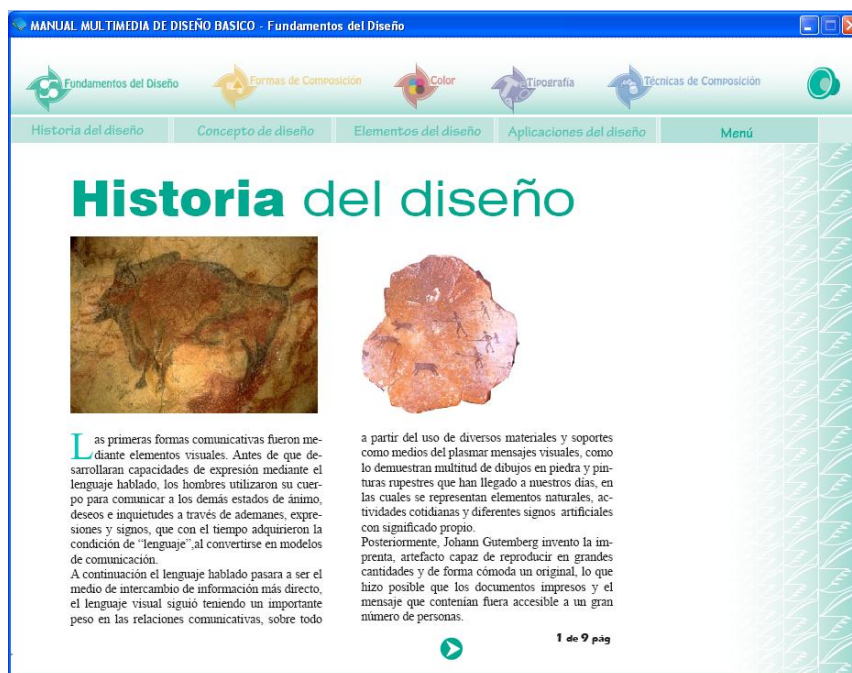 MANUAL MULTIMEDIA DE DISEÑO BASICO - Fundamentos del Diseño
Fundamentos del Diseño
Formas de Composición
Color
Tipografía
Técnicas de Composición
Historia del diseño
Concepto de diseño
Elementos del diseño
Aplicaciones del diseño
Menú
Historia del diseño
Las primeras formas comunicativas fueron me-
diante elementos visuales. Antes de que de-
sarrollaran capacidades de expresión mediante el
lenguaje hablado, los hombres utilizaron su cuer-
po para comunicar a los demás estados de ánimo,
deseos e inquietudes a través de ademanes, expre-
siones y signos, que con el tiempo adquirieron la
condición de “lenguaje”,al convertirse en modelos
de comunicación.
A continuación el lenguaje hablado pasara a ser el
medio de intercambio de información más directo,
el lenguaje visual siguió teniendo un importante
peso en las relaciones comunicativas, sobre todo
a partir del uso de diversos materiales y soportes
como medios del plasmar mensajes visuales, como
lo demuestran multitud de dibujos en piedra y pin-
turas rupestres que han llegado a nuestros días, en
las cuales se representan elementos naturales, ac-
tividades cotidianas y diferentes signos artificiales
con significado propio.
Posteriormente, Johann Gutemberg invento la im-
prenta, artefacto capaz de reproducir en grandes
cantidades y de forma cómoda un original, lo que
hizo posible que los documentos impresos y el
mensaje que contenían fuera accesible a un gran
número de personas.
1 de 9 pág